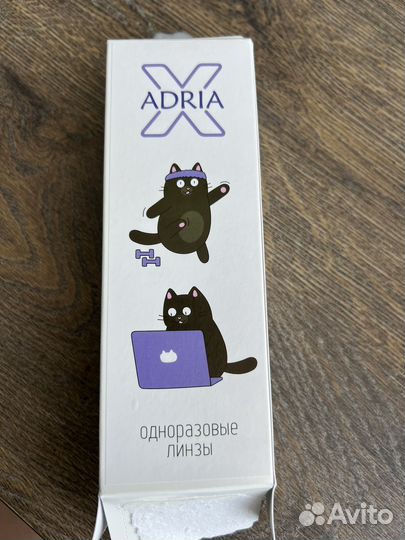 X
ADRIA
одноразовые
линзы
Avito